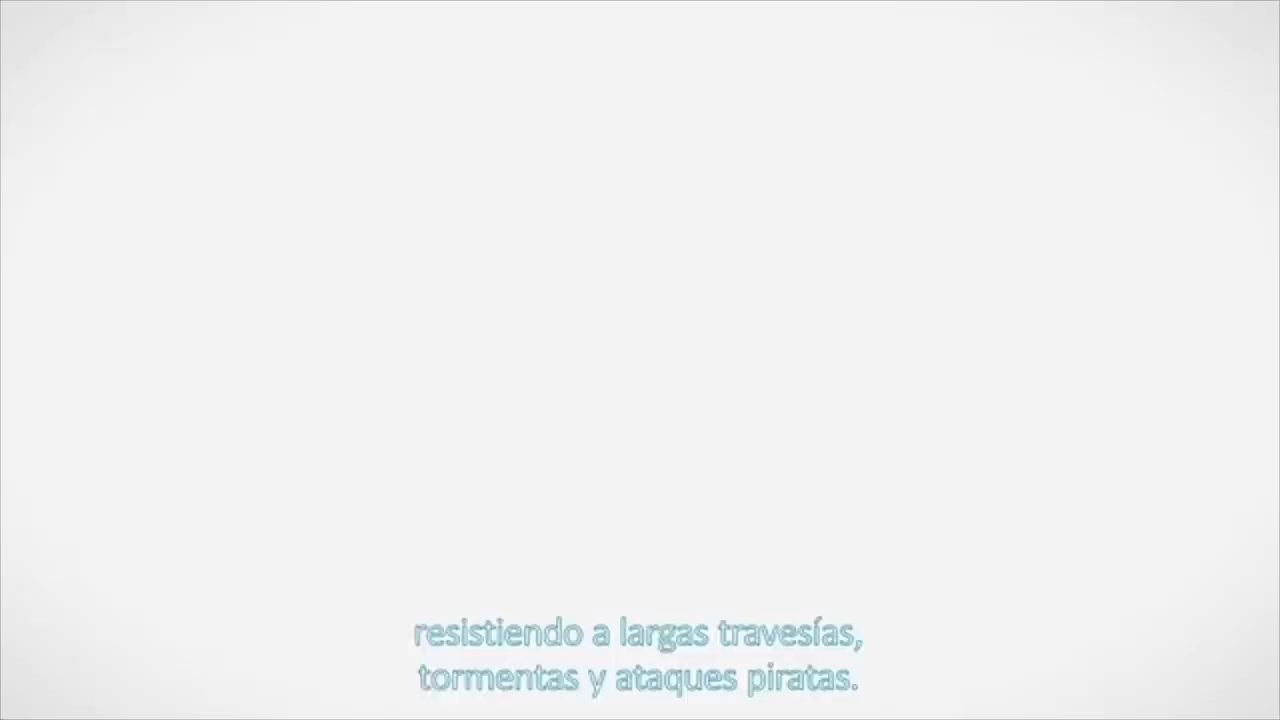 resistiendo a largas travesías,
tormentas y ataques piratas.